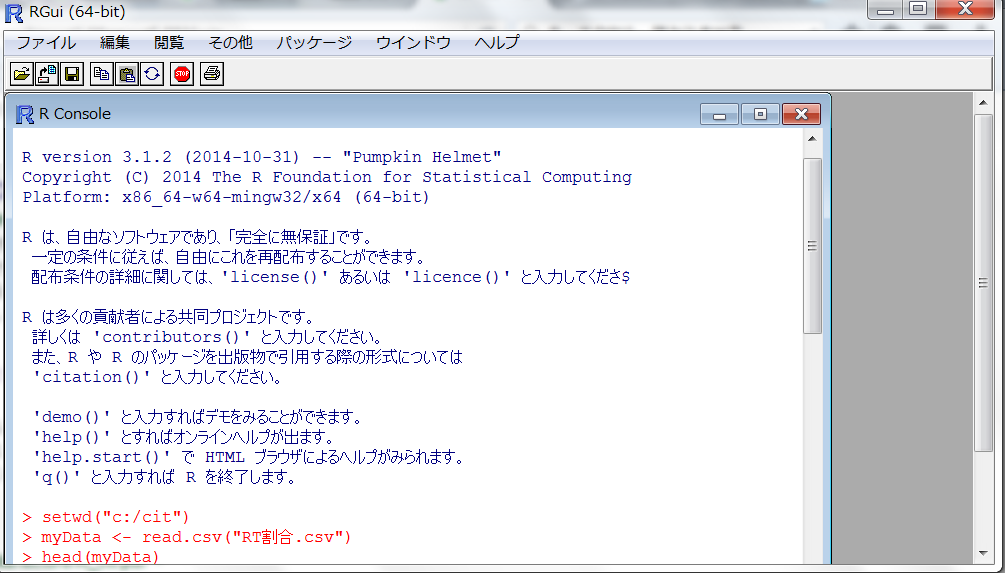 RGui (64-bit)
ファイル 編集 閲覧 その他 パッケージ ウインドウ ヘルプ
STOP
R Console
R version 3.1.2 (2014-10-31) -- "Pumpkin Helmet"
Copyright (C) 2014 The R Foundation for Statistical Computing
Platform: x86_64-w64-mingw32/x64 (64-bit)
R は、自由なソフトウェアであり、「完全に無保証」です。
一定の条件に従えば、自由にこれを再配布することができます。
配布条件の詳細に関しては、'license()' あるいは 'licence()' と入力してくださ$
R は多くの貢献者による共同プロジェクトです。
詳しくは 'contributors()' と入力してください。
また、R や R のパッケージを出版物で引用する際の形式については
'citation()' と入力してください。
'demo()' と入力すればデモをみることができます。
'help()' とすればオンラインヘルプが出ます。
'help.start()' で HTML ブラウザによるヘルプがみられます。
'q()' と入力すれば R を終了します。
> setwd("c:/cit")
> myData <- read.csv("RT割合.csv")
> head(myData)